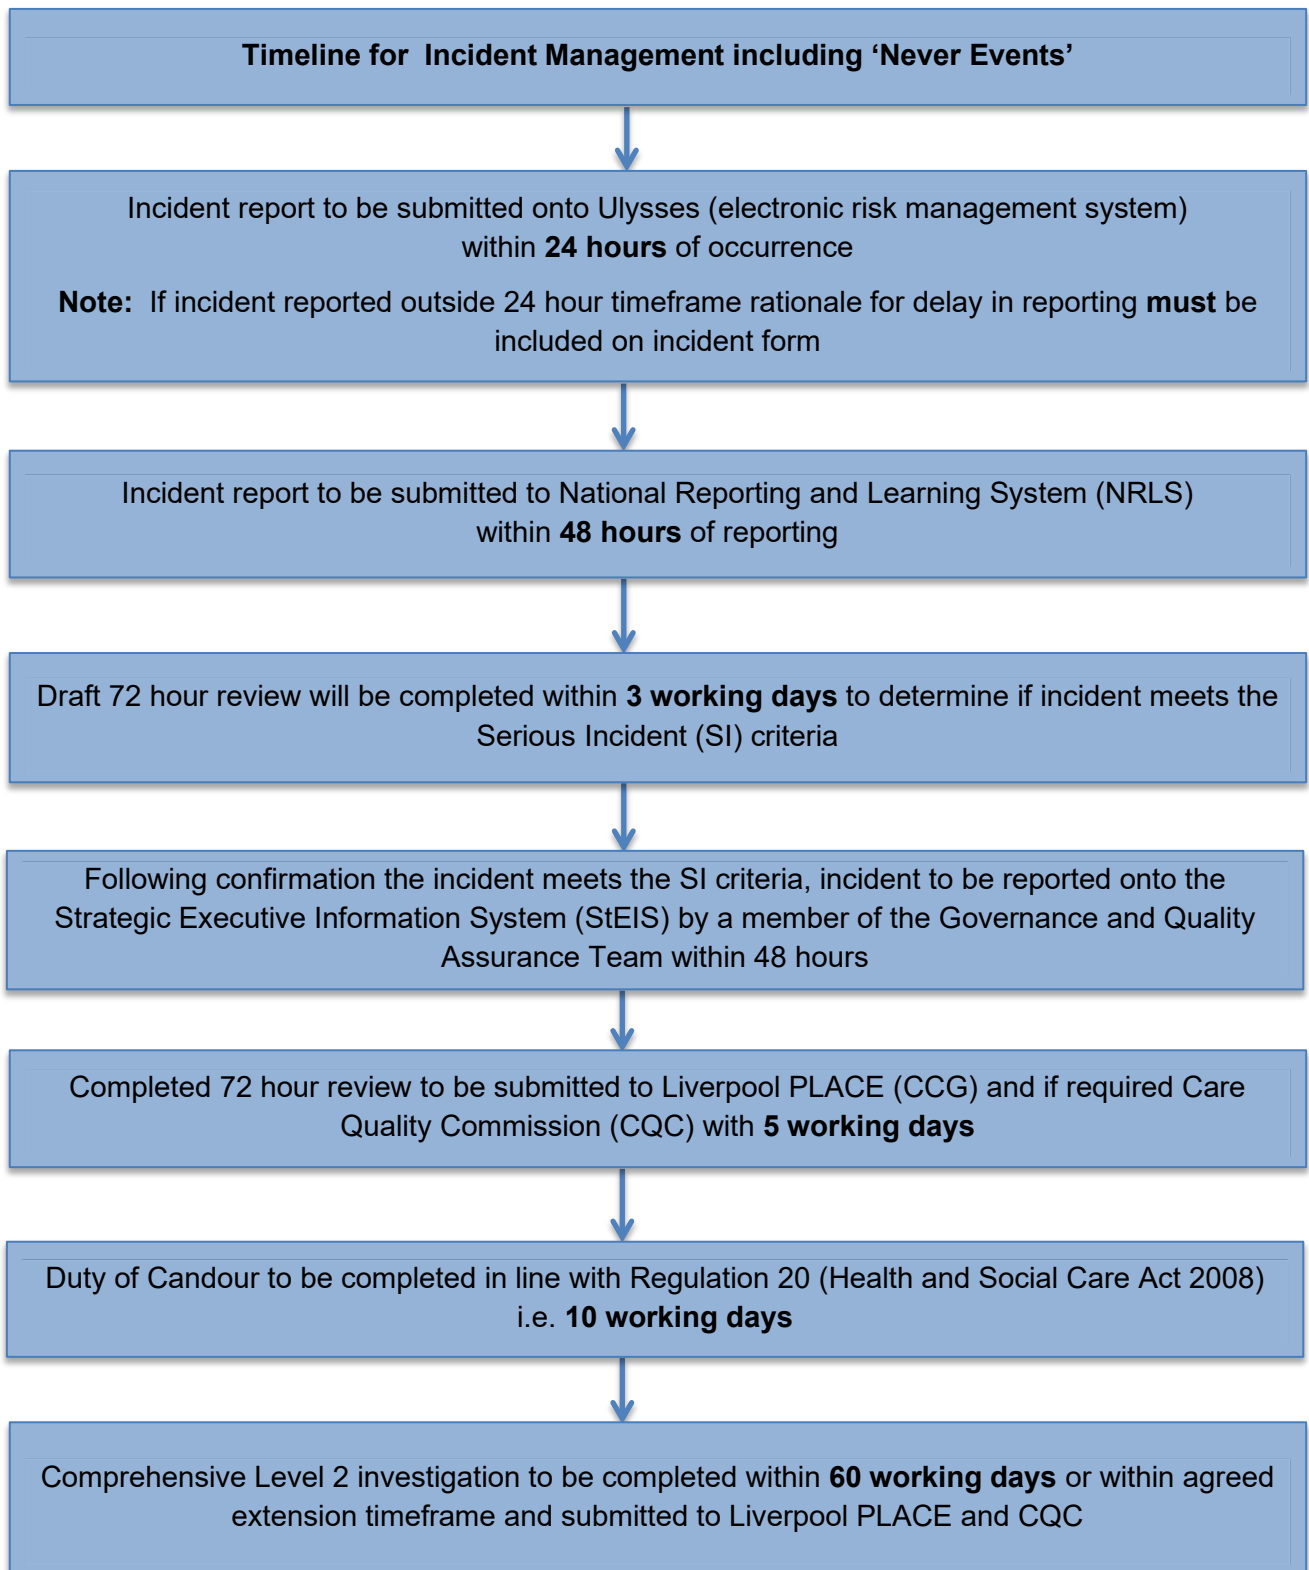 Timeline for  Incident Management including ‘Never Events’
Incident report to be submitted onto Ulysses (electronic risk management system)
within 24 hours of occurrence
Note:  If incident reported outside 24 hour timeframe rationale for delay in reporting must be
included on incident form
Incident report to be submitted to National Reporting and Learning System (NRLS)
within 48 hours of reporting
Draft 72 hour review will be completed within 3 working days to determine if incident meets the
Serious Incident (SI) criteria
Following confirmation the incident meets the SI criteria, incident to be reported onto the
Strategic Executive Information System (StEIS) by a member of the Governance and Quality
Assurance Team within 48 hours
Completed 72 hour review to be submitted to Liverpool PLACE (CCG) and if required Care
Quality Commission (CQC) with 5 working days
Duty of Candour to be completed in line with Regulation 20 (Health and Social Care Act 2008)
i.e. 10 working days
Comprehensive Level 2 investigation to be completed within 60 working days or within agreed
extension timeframe and submitted to Liverpool PLACE and CQC